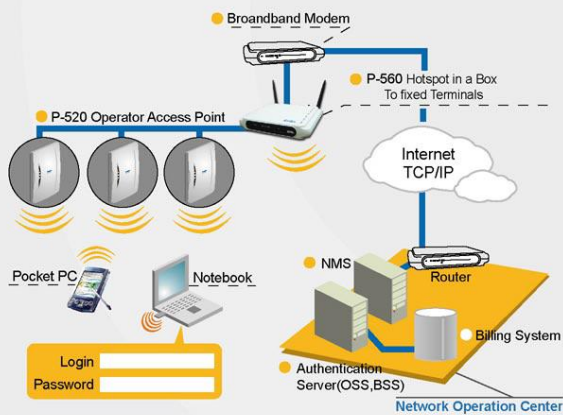 Broandband Modem
P-560 Hotspot in a Box
To fixed Terminals
P-520 Operator Access Point
Internet
TCP/IP
Pocket PC
Notebook
NMS
Router
Login
Password
Billing System
Authentication
Server(OSS,BSS)
Network Operation Center